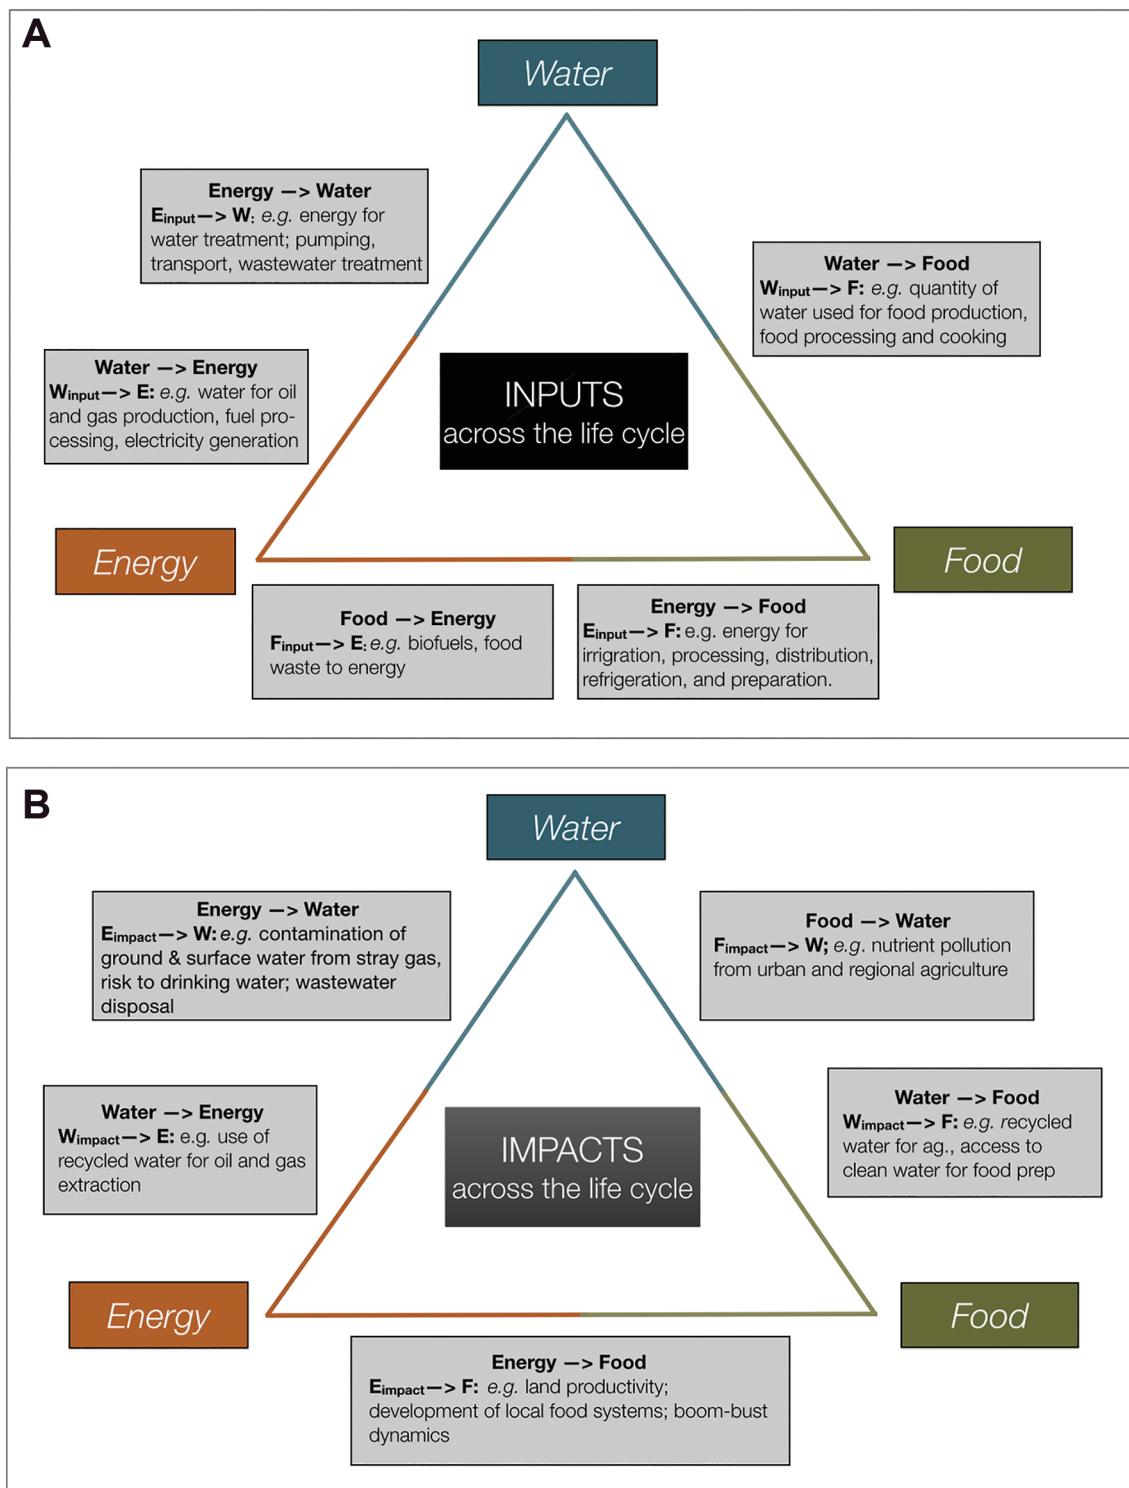 A
Water
Energy —> Water
Einput—> W: e.g. energy for
water treatment; pumping,
transport, wastewater treatment
Water —> Food
Winput—> F: e.g. quantity of
water used for food production,
food processing and cooking
Water —> Energy
Winput—> E: e.g. water for oil
and gas production, fuel pro-
cessing, electricity generation
INPUTS
across the life cycle
Energy
Food
Food —> Energy
Finput—> E: e.g. biofuels, food
waste to energy
Energy —> Food
Einput—> F: e.g. energy for
irrigration, processing, distribution,
refrigeration, and preparation.
B
Water
Energy —> Water
Eimpact—> W: e.g. contamination of
ground & surface water from stray gas,
risk to drinking water; wastewater
disposal
Food —> Water
Fimpact—> W; e.g. nutrient pollution
from urban and regional agriculture
Water —> Energy
Wimpact—> E: e.g. use of
recycled water for oil and gas
extraction
Water —> Food
Wimpact—> F: e.g. recycled
water for ag., access to
clean water for food prep
IMPACTS
across the life cycle
Energy
Food
Energy —> Food
Eimpact—> F: e.g. land productivity;
development of local food systems; boom-bust
dynamics